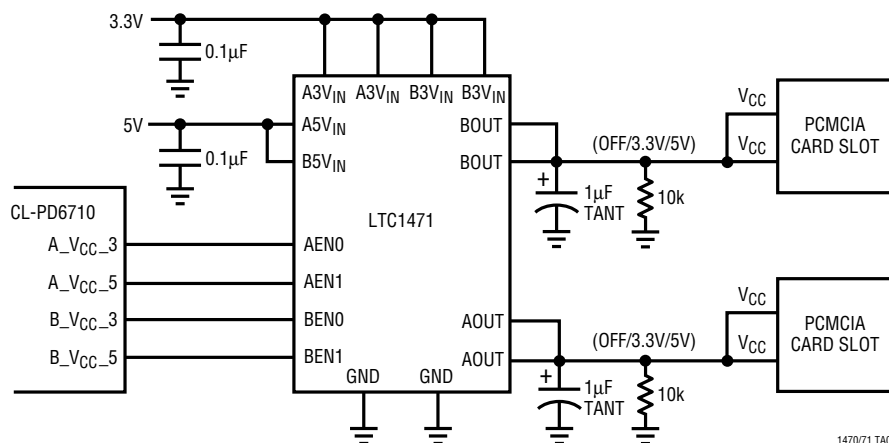 3.3V
0.1µF
A3VIN A3VIN B3VIN B3VIN
5V
A5VIN
BOUT
VCC
(OFF/3.3V/5V)
PCMCIA
CARD SLOT
0.1µF
B5VIN
BOUT
VCC
+
1µF
TANT
10k
CL-PD6710
LTC1471
A_VCC_3
AEN0
A_VCC_5
AEN1
B_VCC_3
BEN0
AOUT
VCC
(OFF/3.3V/5V)
PCMCIA
CARD SLOT
B_VCC_5
BEN1
AOUT
VCC
GND GND
+
1µF
TANT
10k